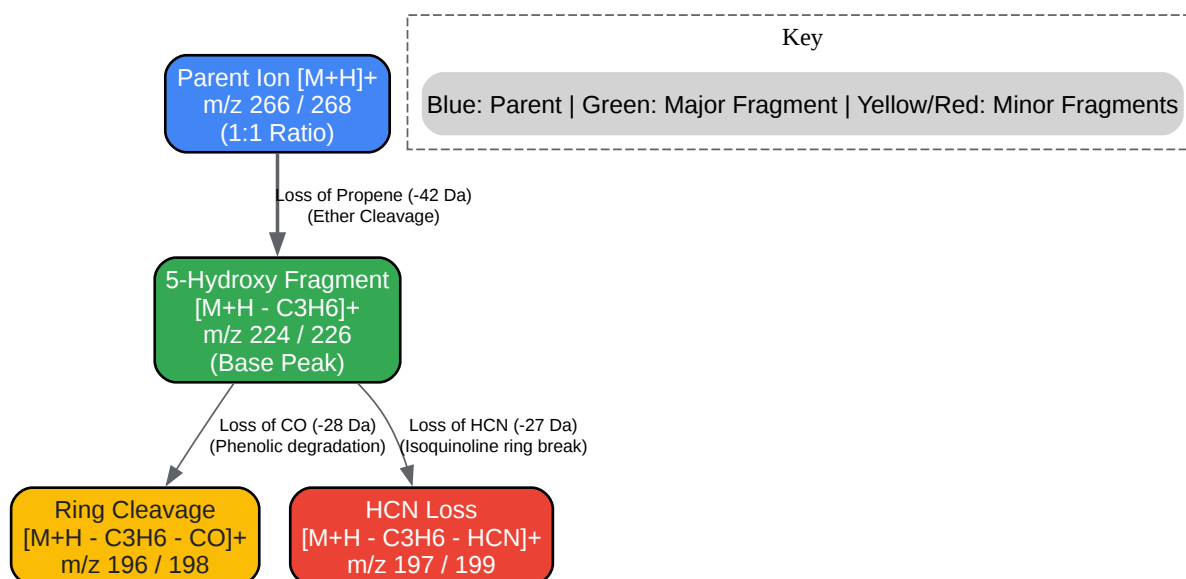 Key
Blue: Parent | Green: Major Fragment | Yellow/Red: Minor Fragments
Parent Ion [M+H]+
m/z 266 / 268
(1:1 Ratio)
Loss of Propene (-42 Da)
(Ether Cleavage)
5-Hydroxy Fragment
[M+H - C3H6]+
m/z 224 / 226
(Base Peak)
Loss of CO (-28 Da)
(Phenolic degradation)
Loss of HCN (-27 Da)
(Isoquinoline ring break)
Ring Cleavage
[M+H - C3H6 - CO]+
m/z 196 / 198
HCN Loss
[M+H - C3H6 - HCN]+
m/z 197 / 199